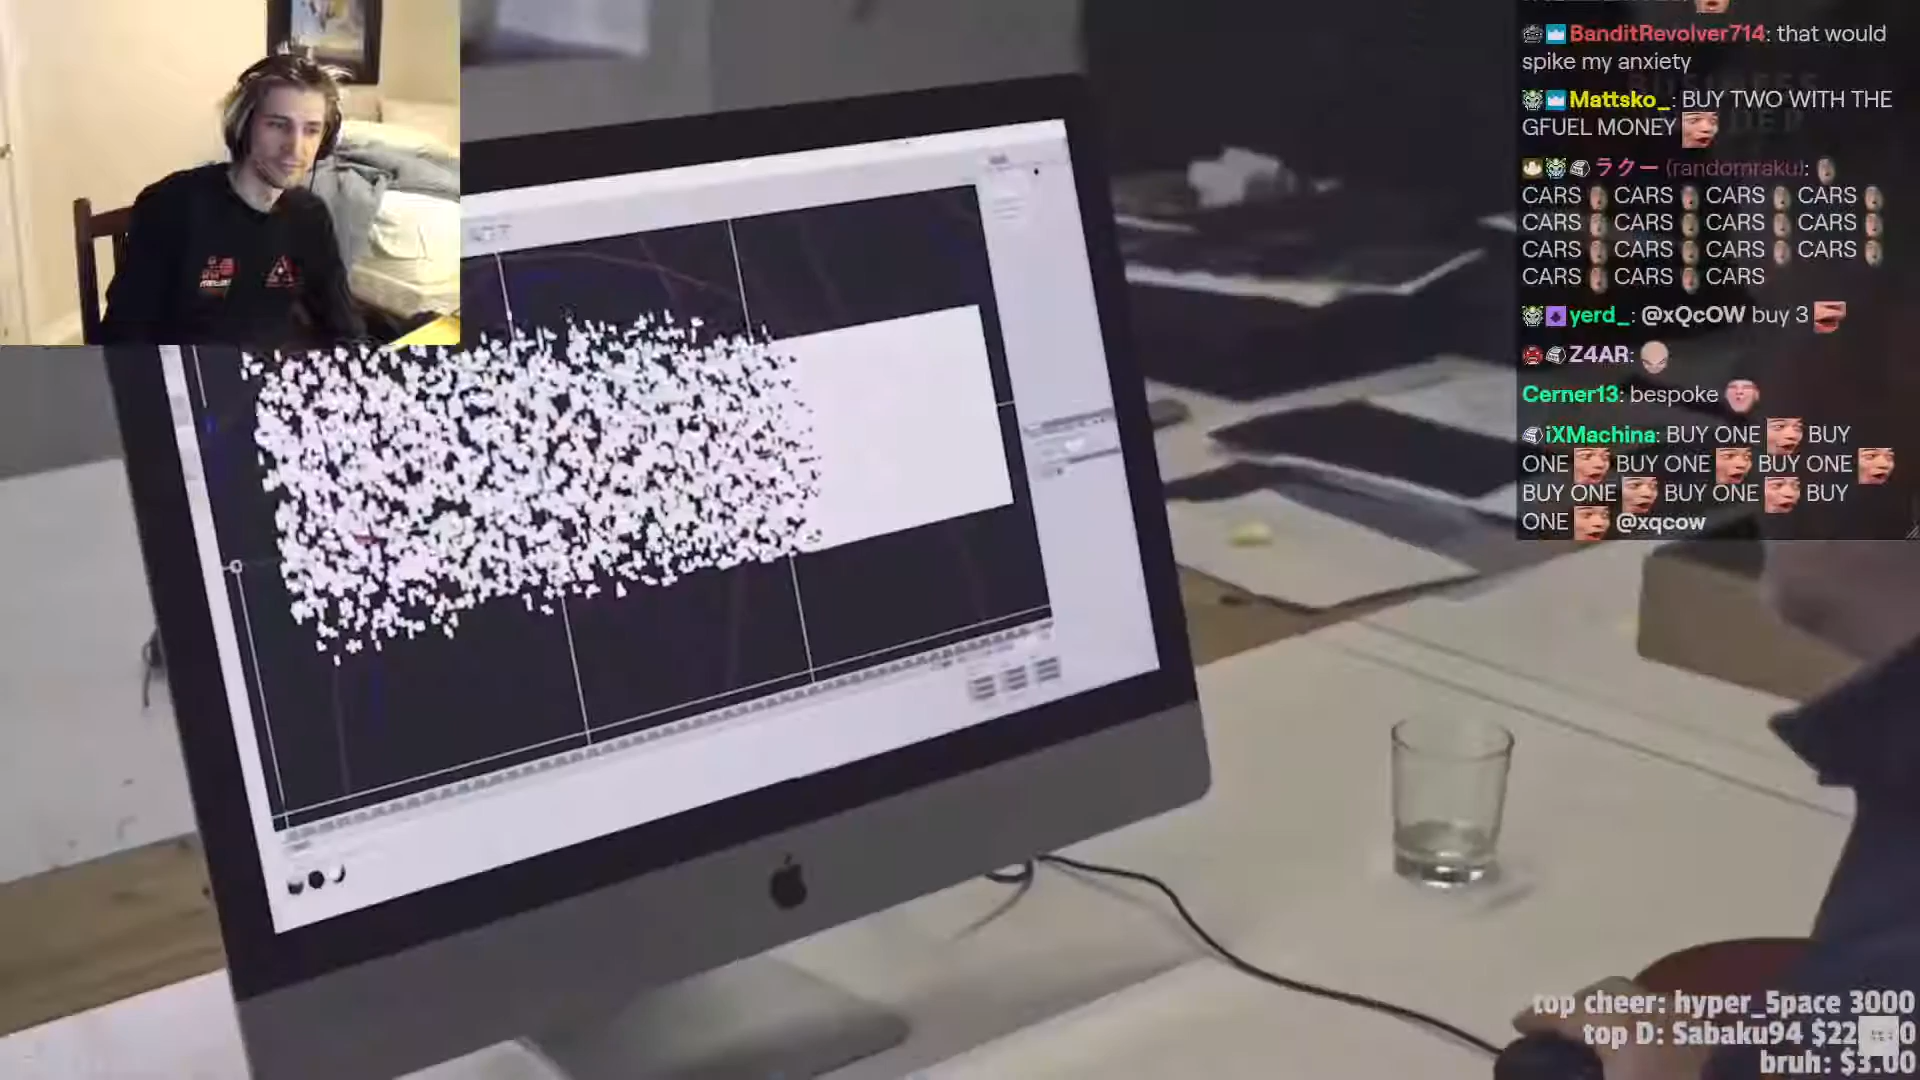 BanditRevolver714: that would
spike my anxiety
Mattsko_: BUY TWO WITH THE
GFUEL MONEY
ラクー (randomraku):
CARS CARS CARS CARS
CARS CARS CARS CARS
CARS CARS CARS CARS
CARS CARS CARS
yerd_: @xQcOW buy 3
Z4AR:
Cerner13: bespoke
iXMachina: BUY ONE BUY
ONE BUY ONE BUY ONE
BUY ONE BUY ONE BUY
ONE @xqcow
top cheer: hyper_5pace 3000
top D: Sabaku94
bruh: $3.00